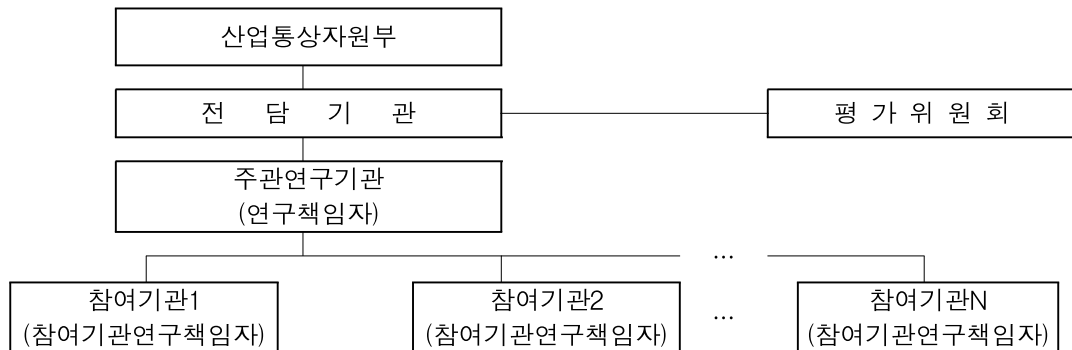 산업통상자원부
전 담 기 관
평 가 위 원 회
주관연구기관
(연구책임자)
...
참여기관1
(참여기관연구책임자)
참여기관2
(참여기관연구책임자)
...
참여기관N
(참여기관연구책임자)